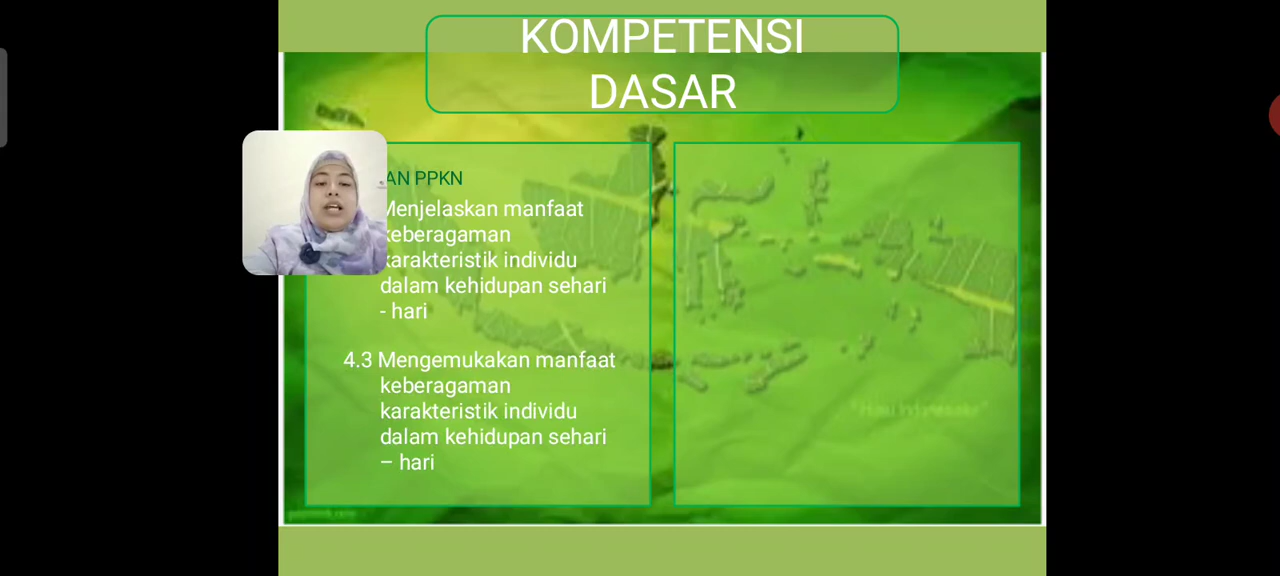 KOMPETENSI
DASAR
AN PPKN
Menjelaskan manfaat
keberagaman
karakteristik individu
dalam kehidupan sehari
- hari
4.3 Mengemukakan manfaat
keberagaman
karakteristik individu
dalam kehidupan sehari
– hari